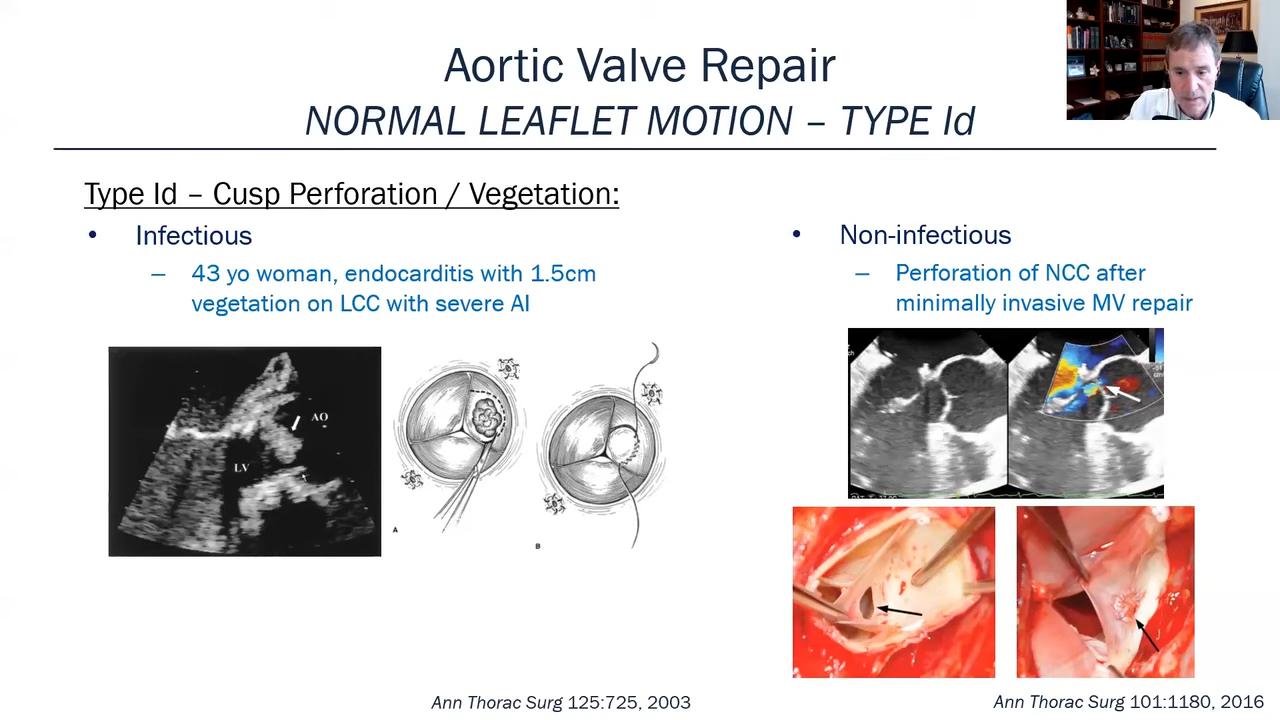 Aortic Valve Repair
NORMAL LEAFLET MOTION – TYPE Id
Type Id – Cusp Perforation / Vegetation:
• Infectious
– 43 yo woman, endocarditis with 1.5cm
vegetation on LCC with severe AI
• Non-infectious
– Perforation of NCC after
minimally invasive MV repair
AO
LV
A
B
Ann Thorac Surg 125:725, 2003
Ann Thorac Surg 101:1180, 2016